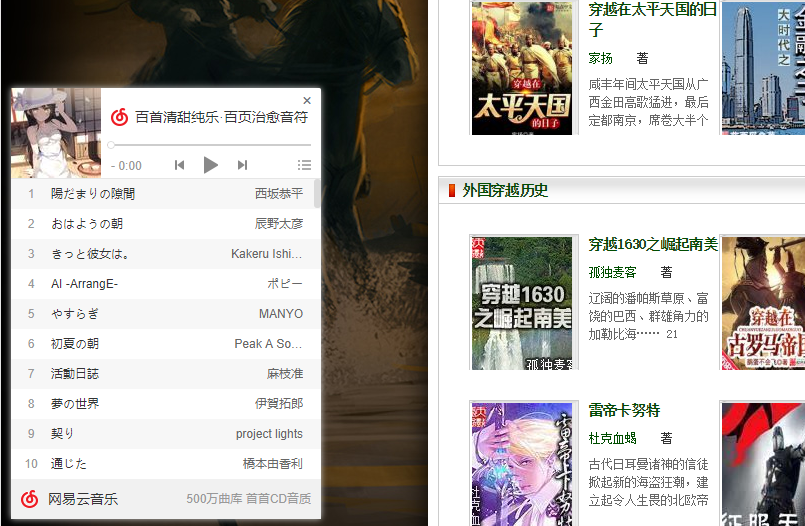 百首清甜纯乐·百页治愈音符
- 0:00
1 陽だまりの隙間 西坂恭平
2 おはようの朝 辰野太彦
3 きっと彼女は。 Kakeru Ishi...
4 AI -ArrangE- ポピー
5 やすらぎ MANYO
6 初夏の朝 Peak A So...
7 活動日誌 麻枝准
8 夢の世界 伊賀拓郎
9 契り project lights
10 通じた 橋本由香利
网易云音乐 500万曲库 首首CD音质
穿越在
太平天国
的日子
穿越在太平天国的日
子
家扬 著
咸丰年间太平天国从广
西金田高歌猛进，最后
定都南京，席卷大半个
大时代之
外国穿越历史
穿越1630
之崛起南美
孤独麦客
穿越1630之崛起南美
孤独麦客 著
辽阔的潘帕斯草原、富
饶的巴西、群雄角力的
加勒比海…… 21
穿越在
古罗马帝国
雷帝卡努特
杜克血
雷帝卡努特
杜克血蝎 著
古代日耳曼诸神的信徒
掀起新的海盗狂潮，建
立起令人生畏的北欧帝